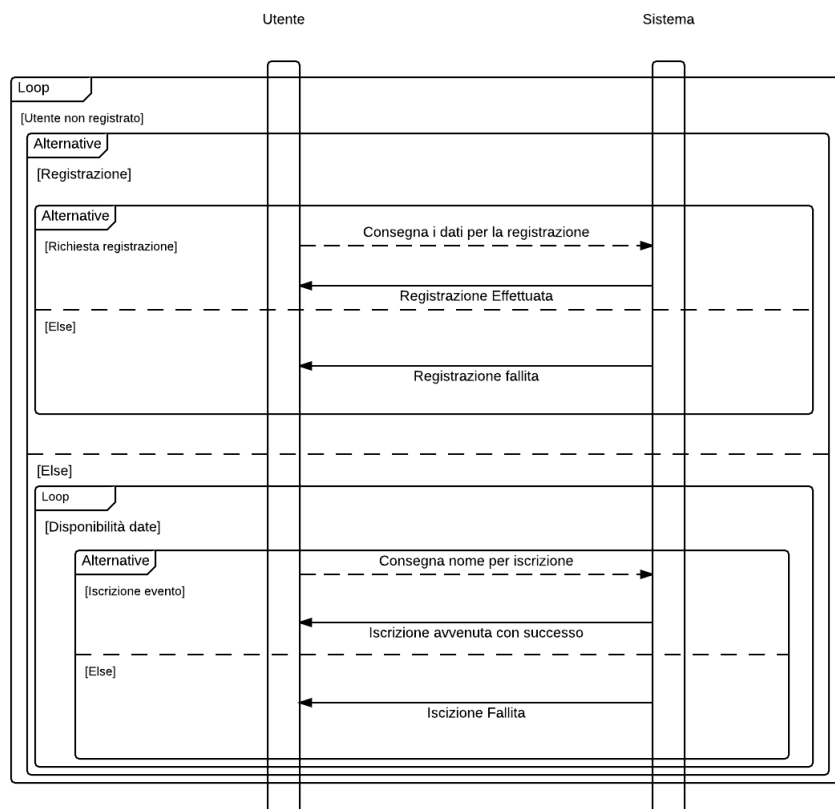 Utente
Sistema
Loop
[Utente non registrato]
Alternative
[Registrazione]
Alternative
Consegna i dati per la registrazione
[Richiesta registrazione]
Registrazione Effettuata
[Else]
Registrazione fallita
[Else]
Loop
[Disponibilità date]
Alternative
Consegna nome per iscrizione
[Iscrizione evento]
Iscrizione avvenuta con successo
[Else]
Iscizione Fallita